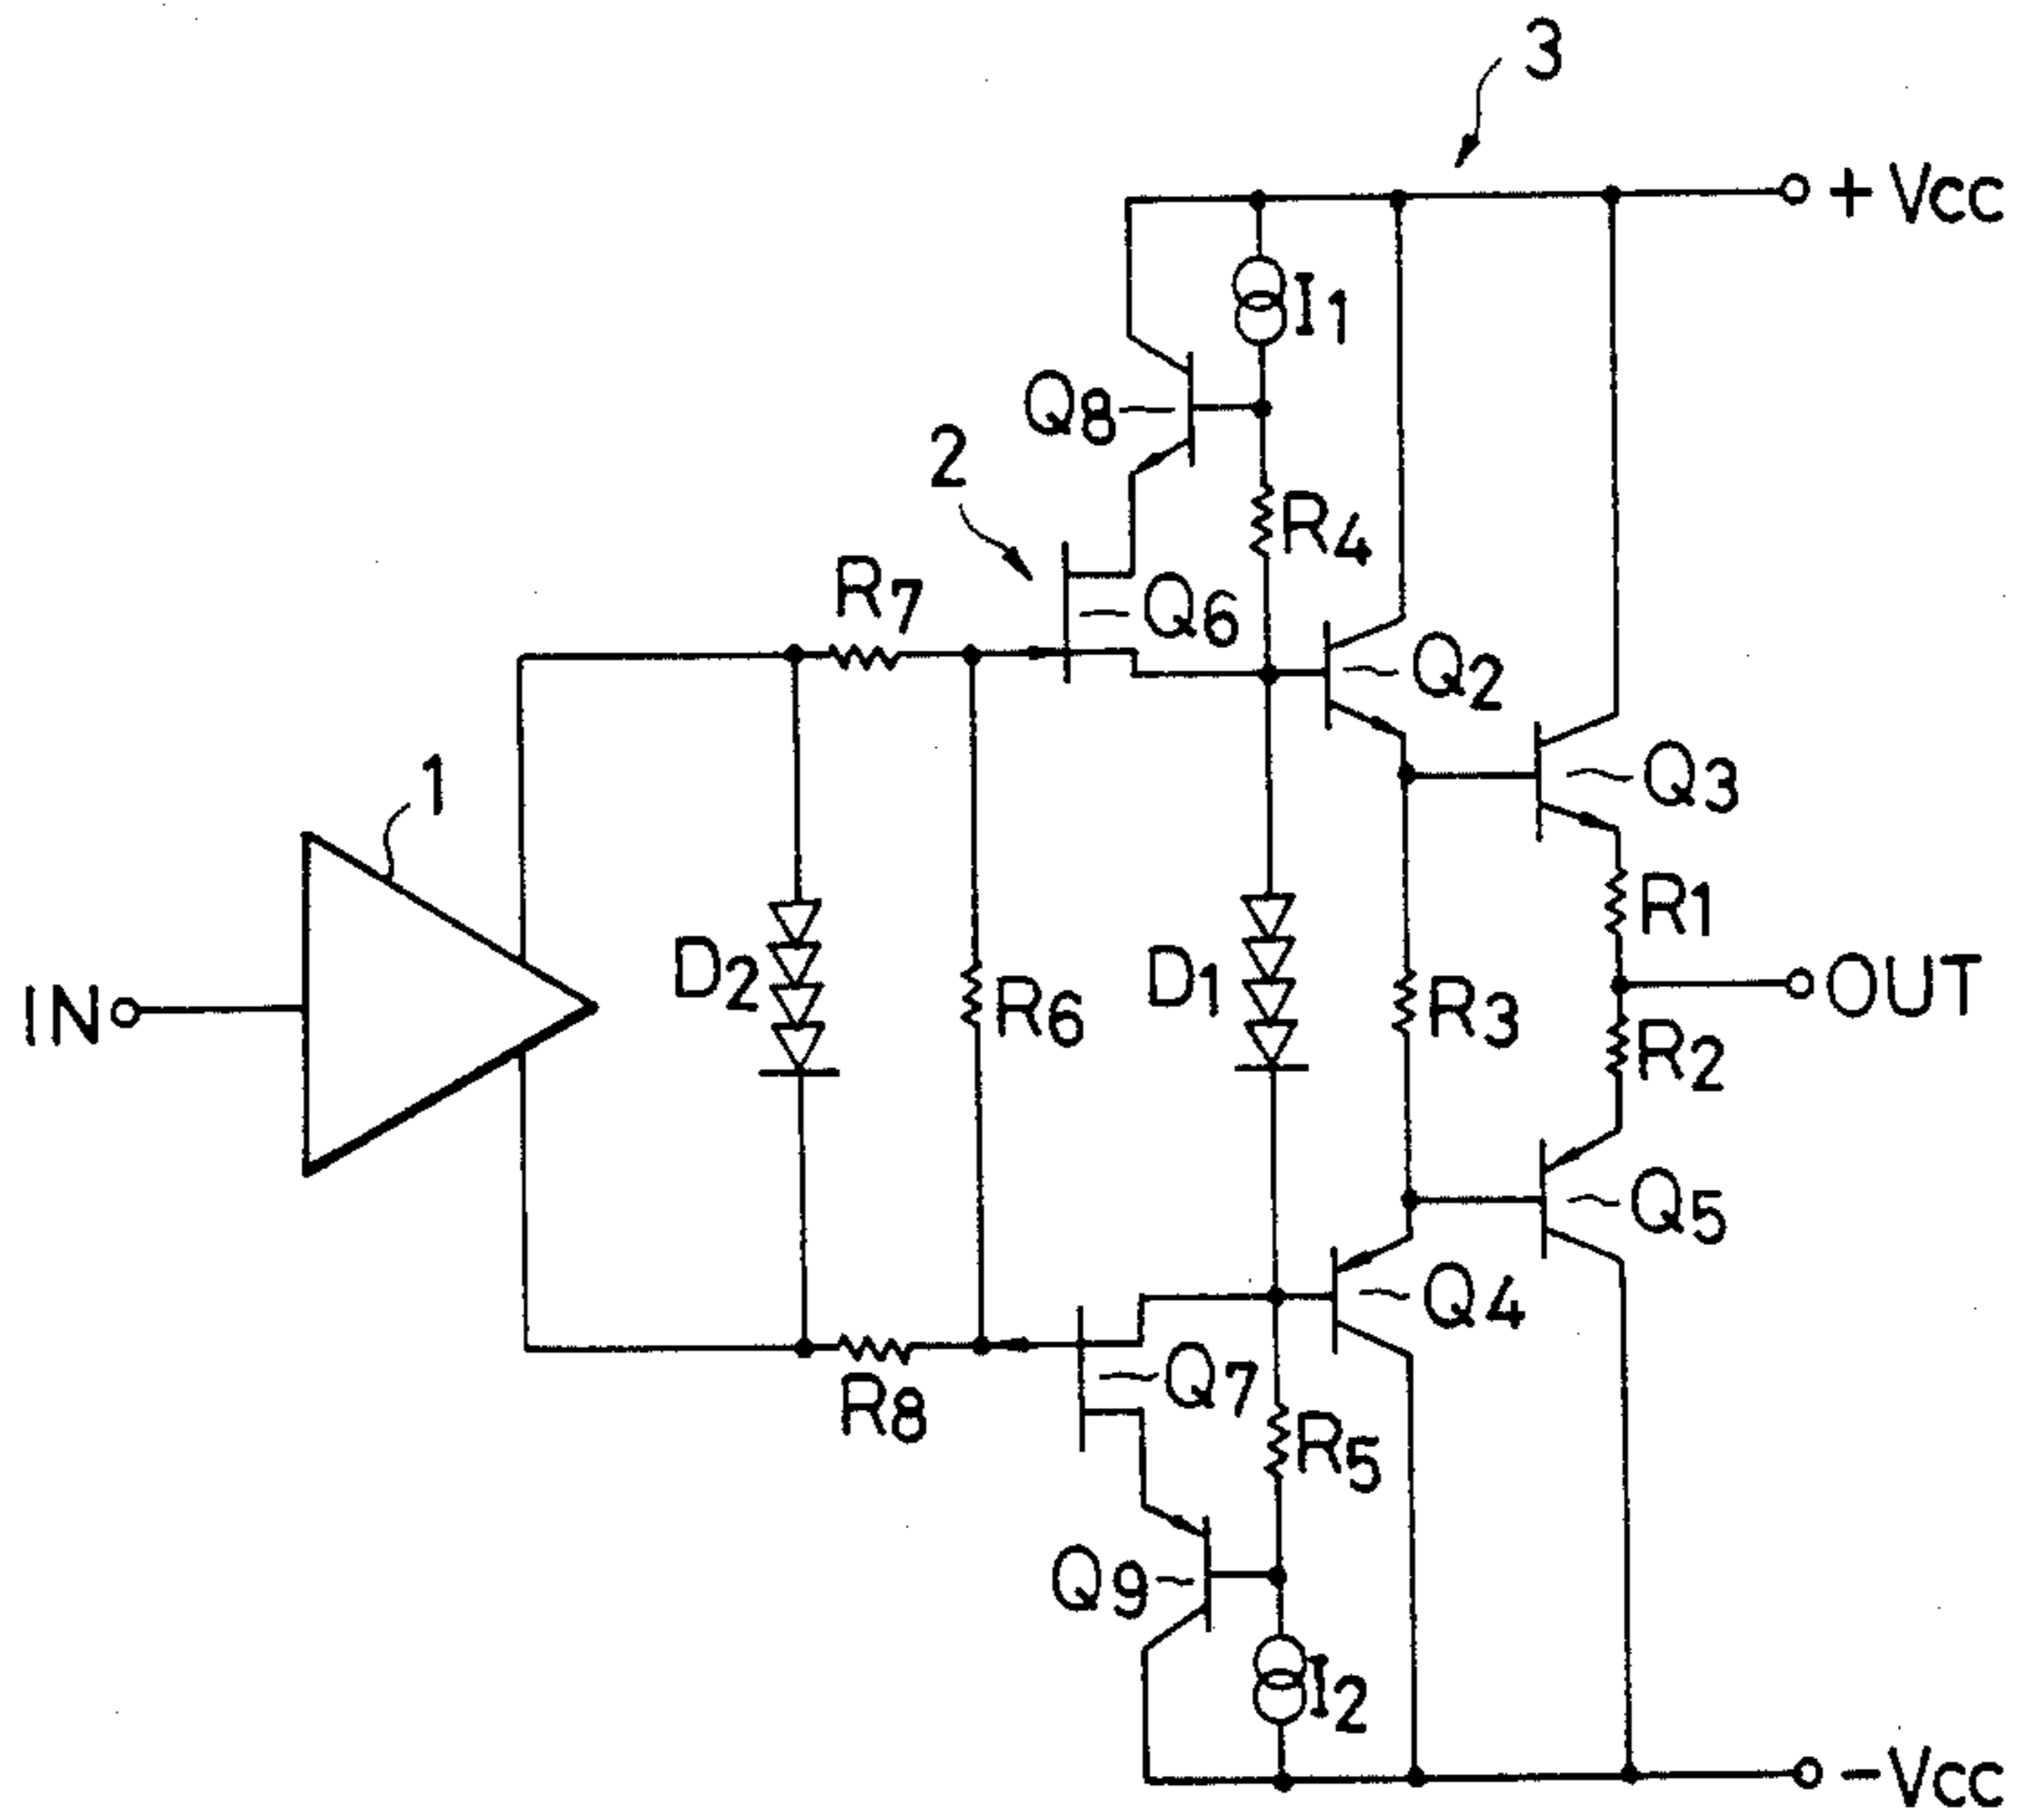 3
+Vcc
I1
Q8
2
R4
R7
Q6
Q2
Q3
1
R1
D2
D1
R6
R3
IN
OUT
R2
Q5
Q4
Q7
R8
R5
Q9
I2
-Vcc